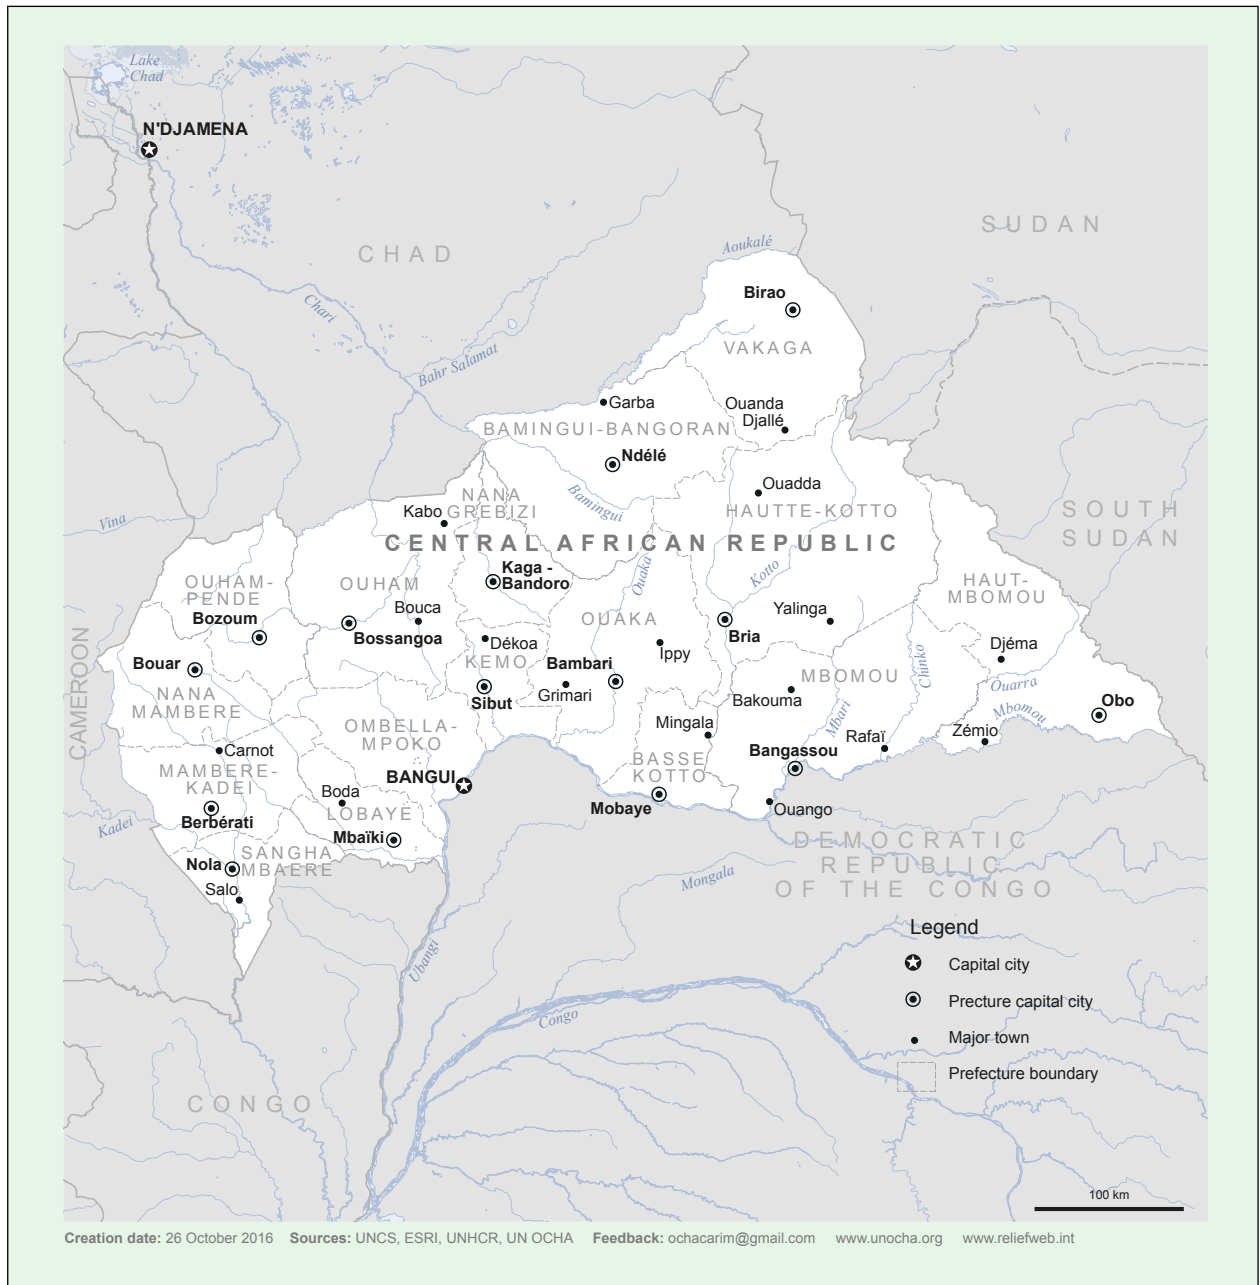 Lake
Chad
N'DJAMENA
SUDAN
CHAD
Aoukalé
Birao
Chari
VAKAGA
Bahr Salamat
Garba
Ouanda
Djallé
BAMINGUI-BANGORAN
Ndélé
Ouadda
Bamingui
NANA
GREBIZI
HAUTTE-KOTTO
Kabo
Vina
SOUTH
SUDAN
CENTRAL AFRICAN REPUBLIC
Kaga -
Bandoro
Ouaka
Kotto
HAUT-
MBOMOU
OUHAM-
PENDE
OUHAM
Bouca
OUAKA
Yalinga
Bozoum
Bossangoa
Bria
Dékoa
Ippy
Djéma
Bouar
KEMO
Bambari
MBOMOU
Chinko
CAMEROON
NANA
MAMBERE
Sibut
Grimari
Bakouma
Ouarra
Obo
OMBELLA-
MPOKO
Mingala
Mbari
Mbomou
Carnot
Rafaï
Zémio
Bangassou
MAMBERE-
KADEI
BANGUI
BASSE
KOTTO
Boda
LOBAYE
Mobaye
Ouango
Kadei
Berbérati
Mbaïki
DEMOCRATIC
REPUBLIC
OF THE CONGO
SANGHA
MBAERE
Nola
Salo
Mongala
Ubangi
Congo
CONGO
Legend
Capital city
Precture capital city
Major town
Prefecture boundary
100 km
Creation date: 26 October 2016 Sources: UNCS, ESRI, UNHCR, UN OCHA Feedback: ochacarim@gmail.com www.unocha.org www.reliefweb.int